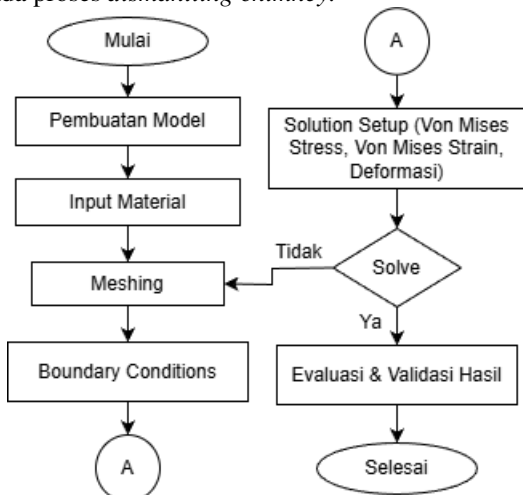 proses dismantling chimney.
Mulai
Pembuatan Model
Input Material
Meshing
Boundary Conditions
A
A
Solution Setup (Von Mises
Stress, Von Mises Strain,
Deformasi)
Solve
Tidak
Ya
Evaluasi & Validasi Hasil
Selesai